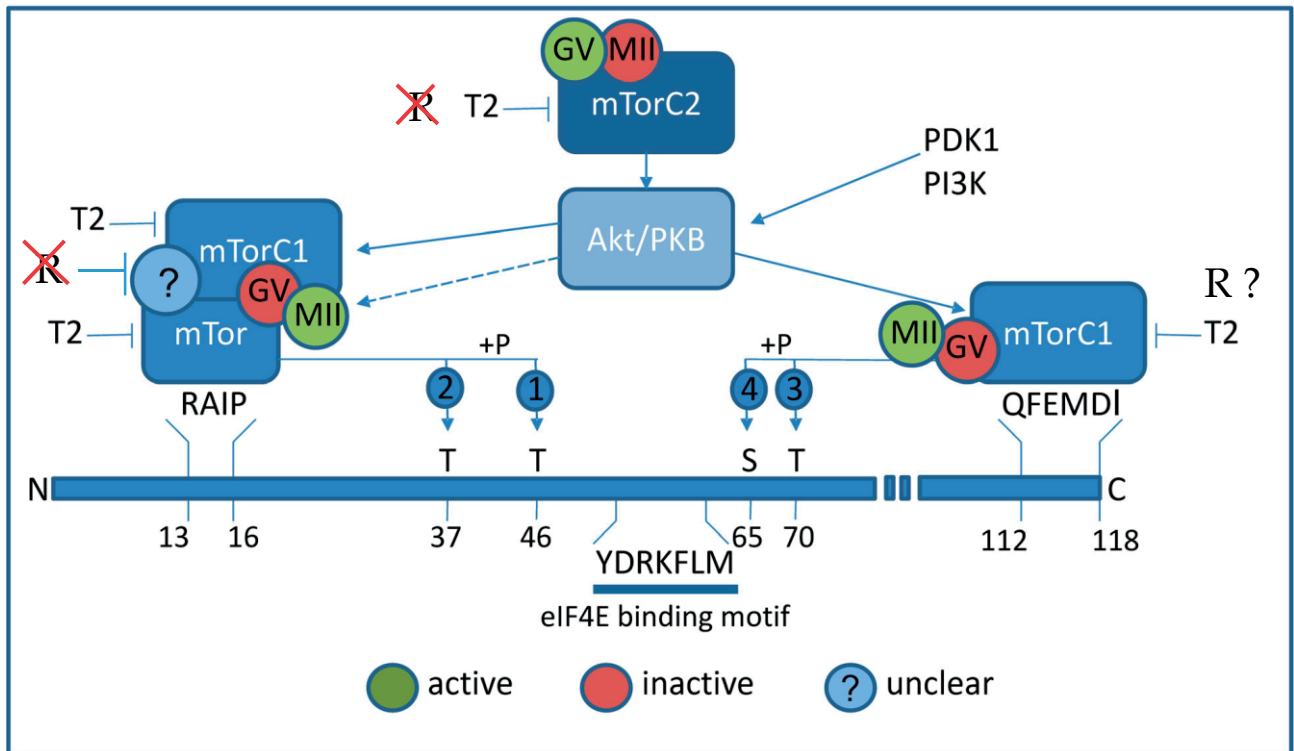 GV MII
R T2 mTorC2
PDK1
PI3K
Akt/PKB
T2 mTorC1
R ? GV MII
T2 mTor
R ?
MII GV mTorC1 T2
+P +P
2 1 4 3
RAIP QFEMDl
T T S T
N C
13 16 37 46 65 70 112 118
YDRKFLM
eIF4E binding motif
active inactive ? unclear